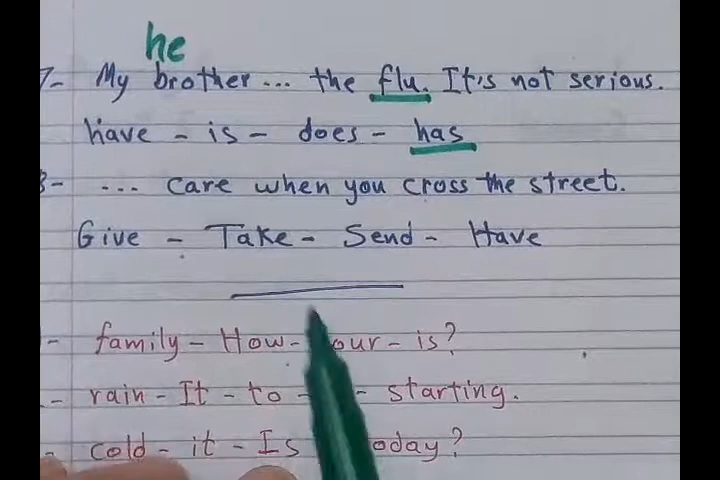 he
7- My brother ... the flu. It's not serious.
have - is - does - has
8- ... care when you cross the street.
Give - Take - Send - Have
- family - How - our - is?
- rain - It - to - - starting.
- cold - it - Is oday?